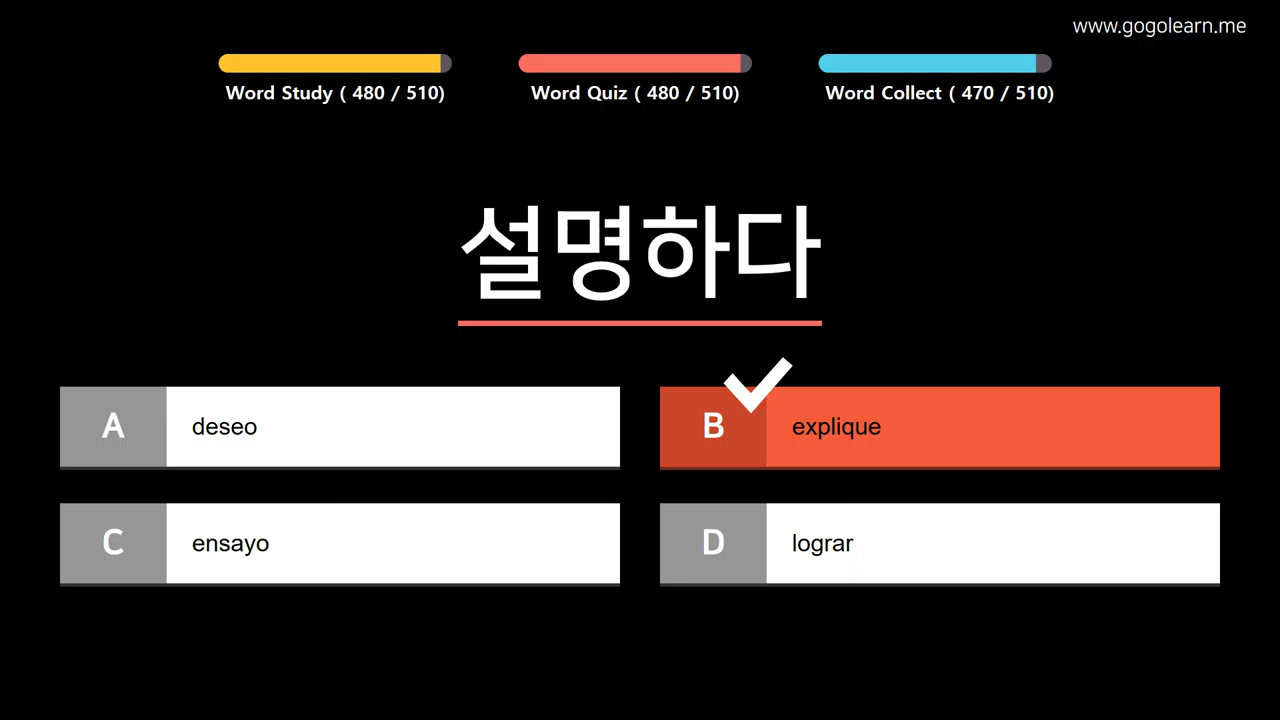 www.gogolearn.me
Word Study ( 480 / 510)
Word Quiz ( 480 / 510)
Word Collect ( 470 / 510)
설명하다
A deseo
B explique
C ensayo
D lograr